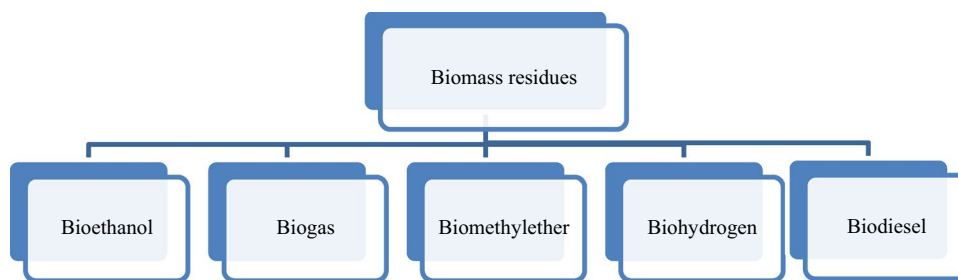 Biomass residues
Bioethanol
Biogas
Biomethylether
Biohydrogen
Biodiesel